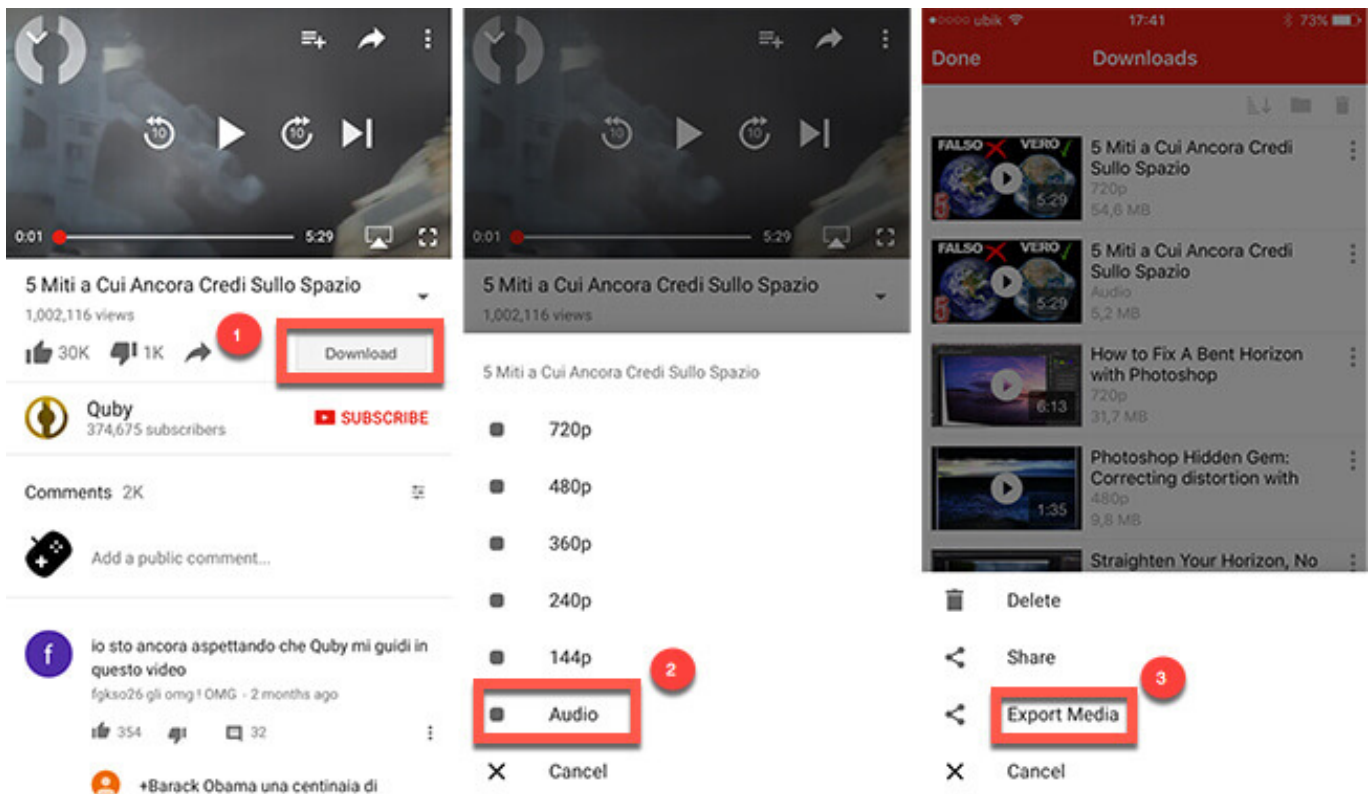 10
10
0:01
5:29
5 Miti a Cui Ancora Credi Sullo Spazio
1,002,116 views
1
30K
1K
Download
Quby
374,675 subscribers
SUBSCRIBE
Comments 2K
Add a public comment...
f
io sto ancora aspettando che Quby mi guidi in
questo video
fgkso26 gli omg ! OMG - 2 months ago
354
32
+Barack Obama una centinaia di
10
10
0:01
5:29
5 Miti a Cui Ancora Credi Sullo Spazio
1,002,116 views
5 Miti a Cui Ancora Credi Sullo Spazio
720p
480p
360p
240p
144p
2
Audio
Cancel
ubik 17:41 73%
Done Downloads
FALSO VERO
5
5:29
5 Miti a Cui Ancora Credi
Sullo Spazio
720p
54,6 MB
FALSO VERO
5
5:29
5 Miti a Cui Ancora Credi
Sullo Spazio
Audio
5,2 MB
6:13
How to Fix A Bent Horizon
with Photoshop
720p
31,7 MB
1:35
Photoshop Hidden Gem:
Correcting distortion with
480p
9,8 MB
Straighten Your Horizon, No
Delete
Share
3
Export Media
Cancel